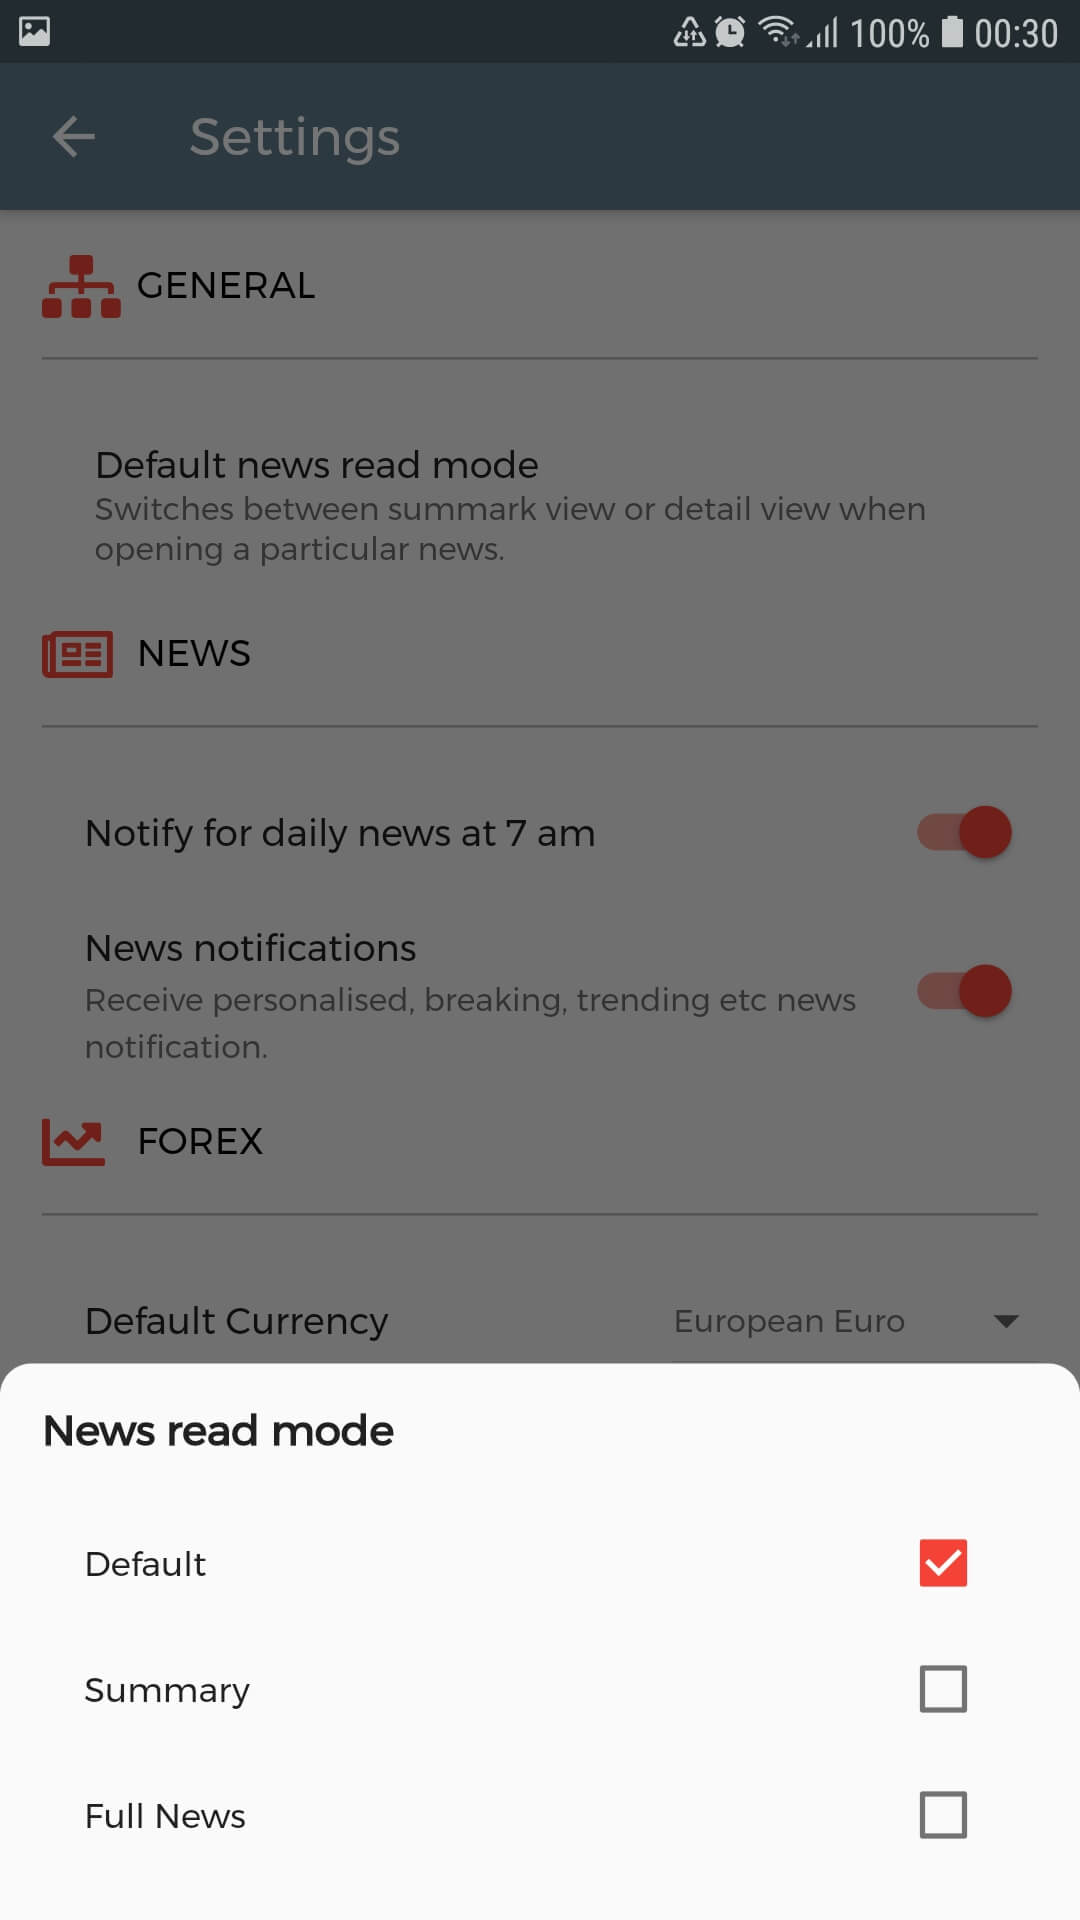 100% 00:30
Settings
GENERAL
Default news read mode
Switches between summark view or detail view when
opening a particular news.
NEWS
Notify for daily news at 7 am
News notifications
Receive personalised, breaking, trending etc news
notification.
FOREX
Default Currency European Euro
News read mode
Default
Summary
Full News